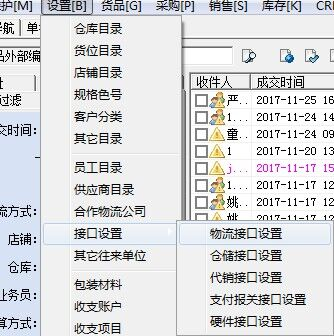 护[M] 设置[B] 货品[G] 采购[P] 销售[S] 库存[K] CR
导航 单
品外部编
过滤
交时间:
流方式:
店铺:
仓库:
业务员:
算方式:
仓库目录
货位目录
店铺目录
规格色号
客户分类
其它目录
员工目录
供应商目录
合作物流公司
接口设置
其它往来单位
包装材料
收支账户
收支项目
物流接口设置
仓储接口设置
代销接口设置
支付报关接口设置
硬件接口设置
收件人 成交时间
严.. 2017-11-25 16
1... 2017-11-24 14
童.. 2017-11-24 09
1 2017-11-20 13
j... 2017-11-17 15
1... 2017-11-17 12
姚.. 2017-11-17 12
姚 2017-11-17 12